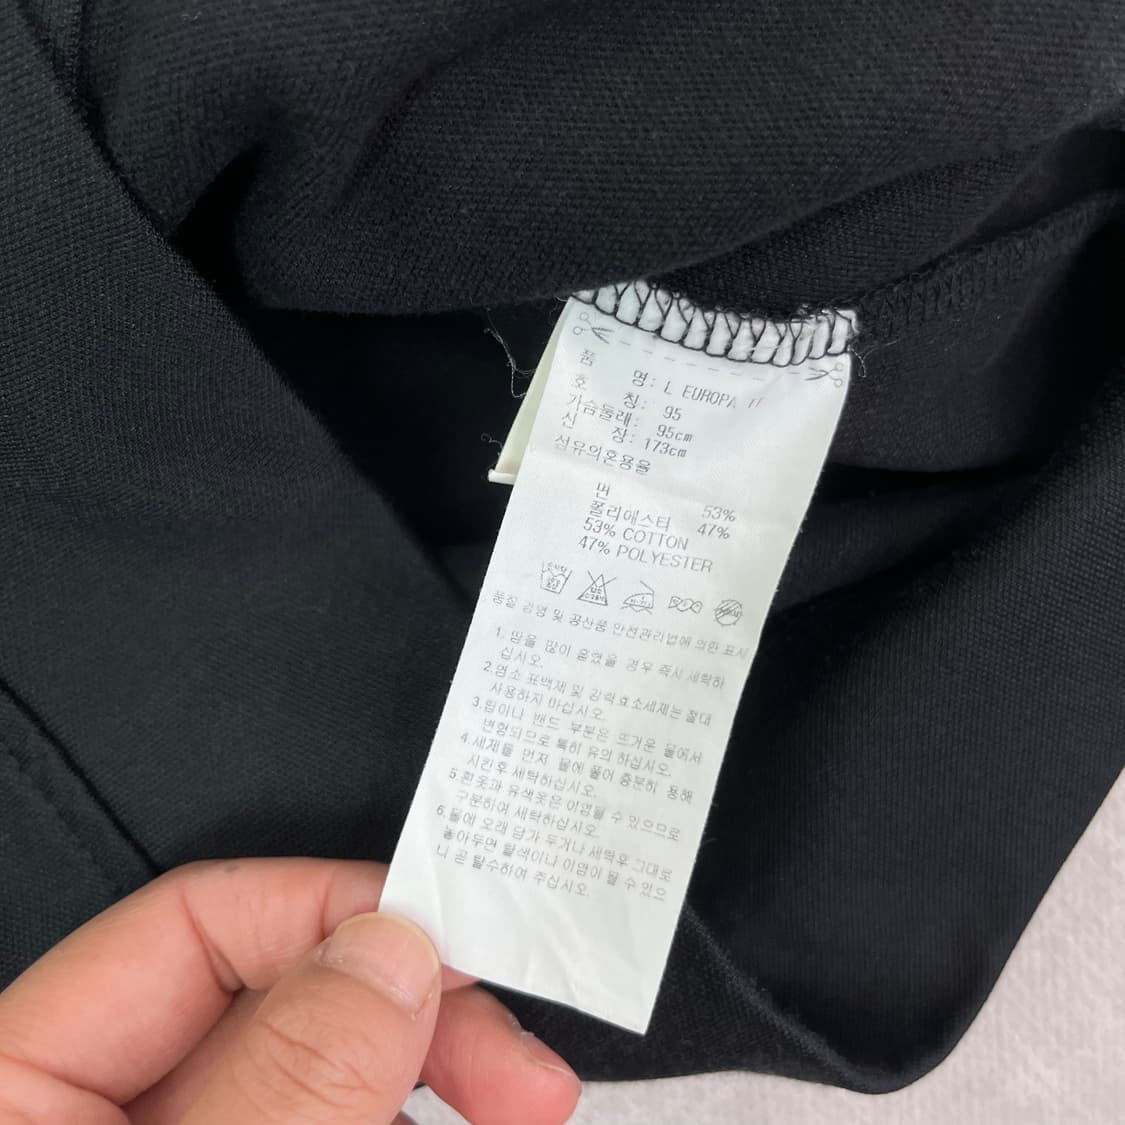 품 명: L EUROPA
호 칭: 95
가슴둘레: 95cm
신 장: 173cm
섬유의혼용율
면 53%
폴리에스터 47%
53% COTTON
47% POLYESTER
품질 경영 및 공산품 안전관리법에 의한 표시
1. 땀을 많이 흘렸을 경우 즉시 세탁하
십시오.
2.염소 표백제 및 강력효소세제는 절대
사용하지 마십시오.
3.립이나 밴드 부분은 뜨거운 물에서
변형되므로 특히 유의 하십시오.
4.세제를 먼저 물에 풀어 충분히 용해
시킨후 세탁하십시오.
5.흰옷과 유색옷은 이염될 수 있으므로
구분하여 세탁하십시오.
6.물에 오래 담가 두거나 세탁후 그대로
놓아두면 탈색이나 이염이 될 수 있으
니 곧 탈수하여 주십시오.